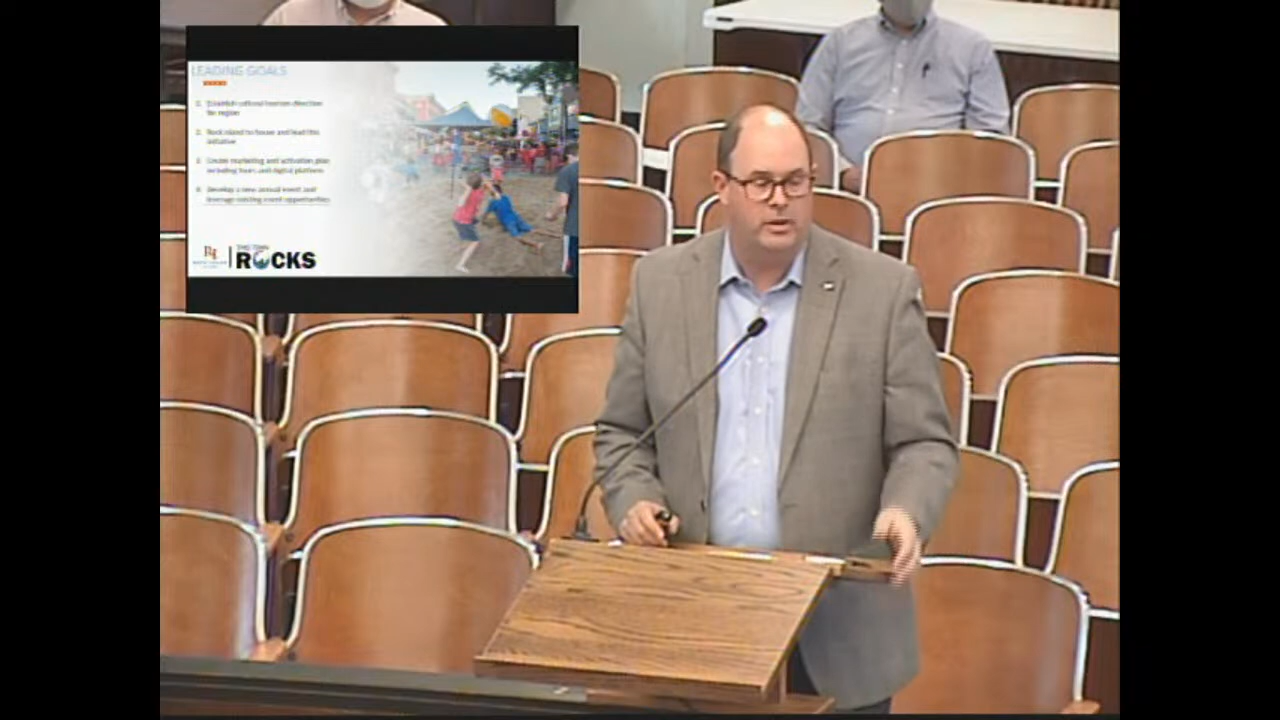 LEADING GOALS
1. Establish cultural tourism direction
for region
2. Rock Island to house and lead this
initiative
3. Create marketing and activation plan
including tours and digital platform
4. Develop a new annual event and
leverage existing event opportunities
ROCKS